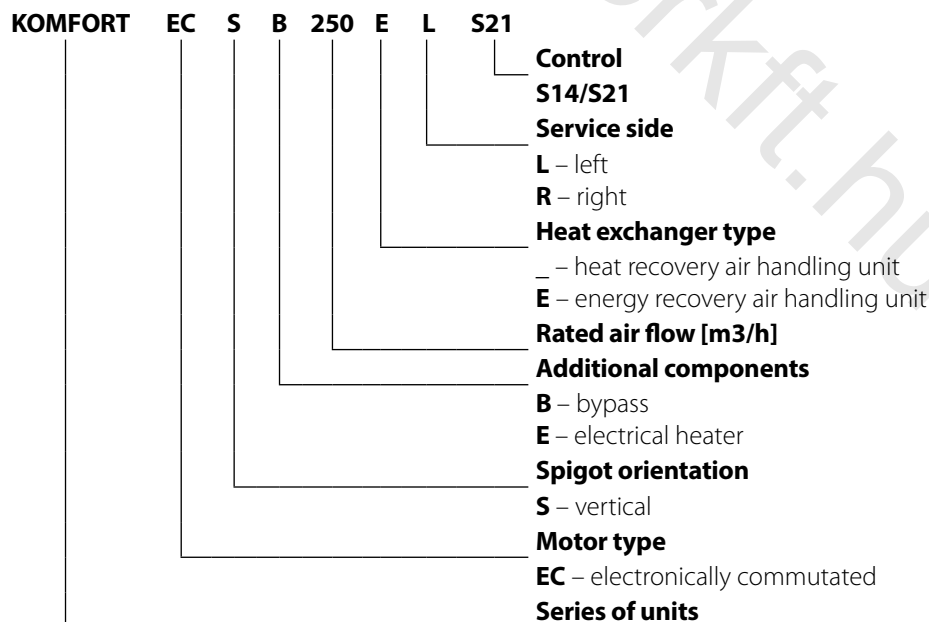 KOMFORT EC S B 250 E L S21
Control
S14/S21
Service side
L – left
R – right
Heat exchanger type
_ – heat recovery air handling unit
E – energy recovery air handling unit
Rated air flow [m3/h]
Additional components
B – bypass
E – electrical heater
Spigot orientation
S – vertical
Motor type
EC – electronically commutated
Series of units